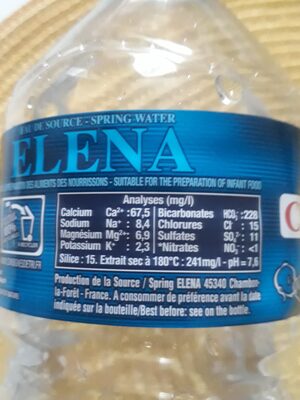 EAU DE SOURCE - SPRING WATER
ELENA
DES ALIMENTS DES NOURRISSONS - SUITABLE FOR THE PREPARATION OF INFANT FOOD
Analyses (mg/l)
Calcium Ca²⁺ :67,5 Bicarbonates HCO₃⁻ :228
Sodium Na⁺ : 8,4 Chlorures Cl⁻ : 15
Magnésium Mg²⁺: 6,9 Sulfates SO₄²⁻ : 11
Potassium K⁺ : 2,3 *Nitrates NO₃⁻ : <1
Silice : 15. Extrait sec à 180°C : 241mg/l - pH = 7,6
Production de la Source / Spring ELENA 45340 Chambon-
la-Forêt - France. A consommer de préférence avant la date
indiquée sur la bouteille/Best before: see on the bottle.